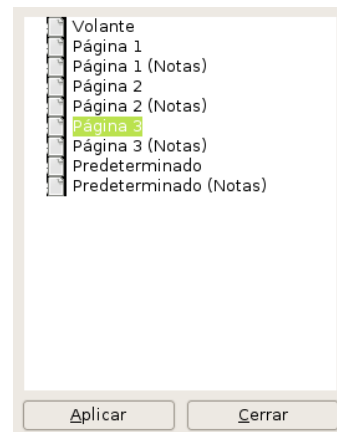 Volante
Página 1
Página 1 (Notas)
Página 2
Página 2 (Notas)
Página 3
Página 3 (Notas)
Predeterminado
Predeterminado (Notas)
Aplicar
Cerrar